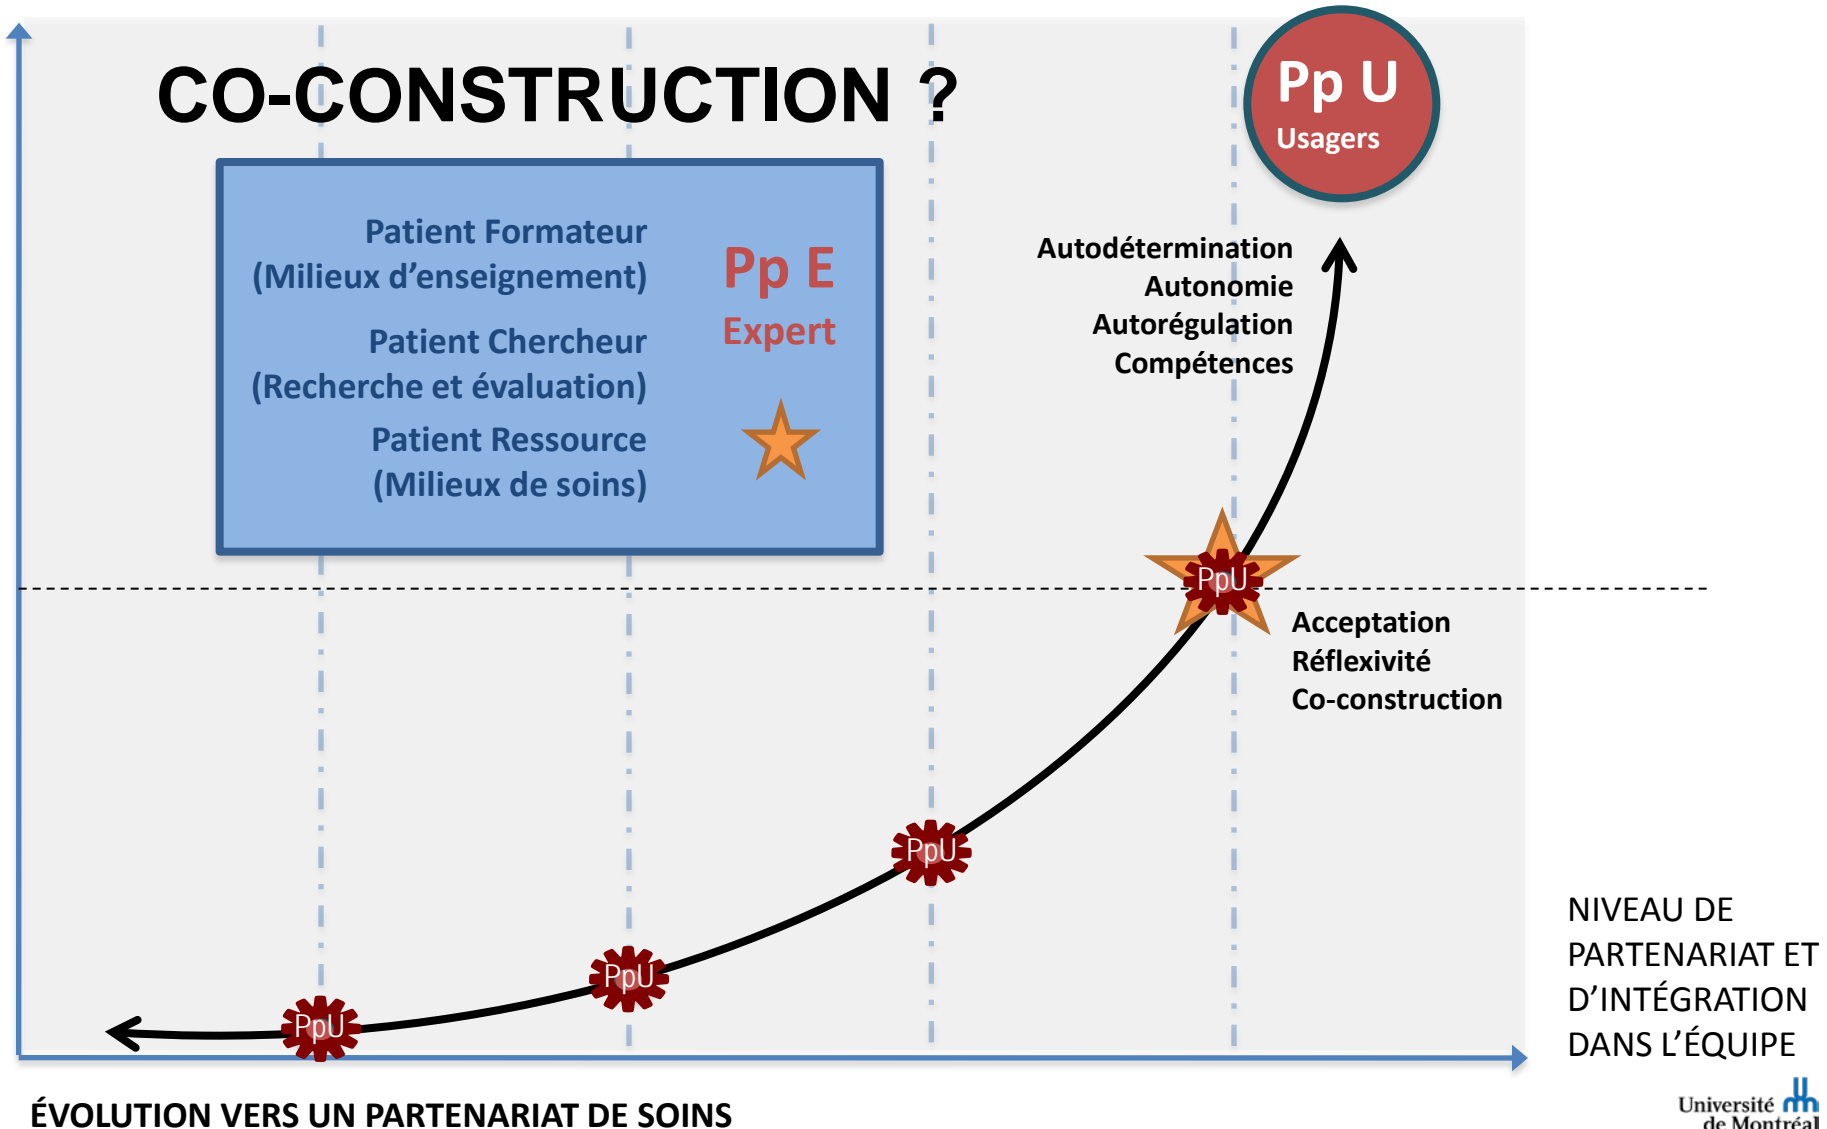 CO-CONSTRUCTION ?
Pp U
Usagers
Patient Formateur
(Milieux d'enseignement)
Patient Chercheur
(Recherche et évaluation)
Patient Ressource
(Milieux de soins)
Pp E
Expert
Autodétermination
Autonomie
Autorégulation
Compétences
PpU
Acceptation
Réflexivité
Co-construction
PpU
PpU
PpU
NIVEAU DE
PARTENARIAT ET
D'INTÉGRATION
DANS L'ÉQUIPE
ÉVOLUTION VERS UN PARTENARIAT DE SOINS
Université
de Montréal